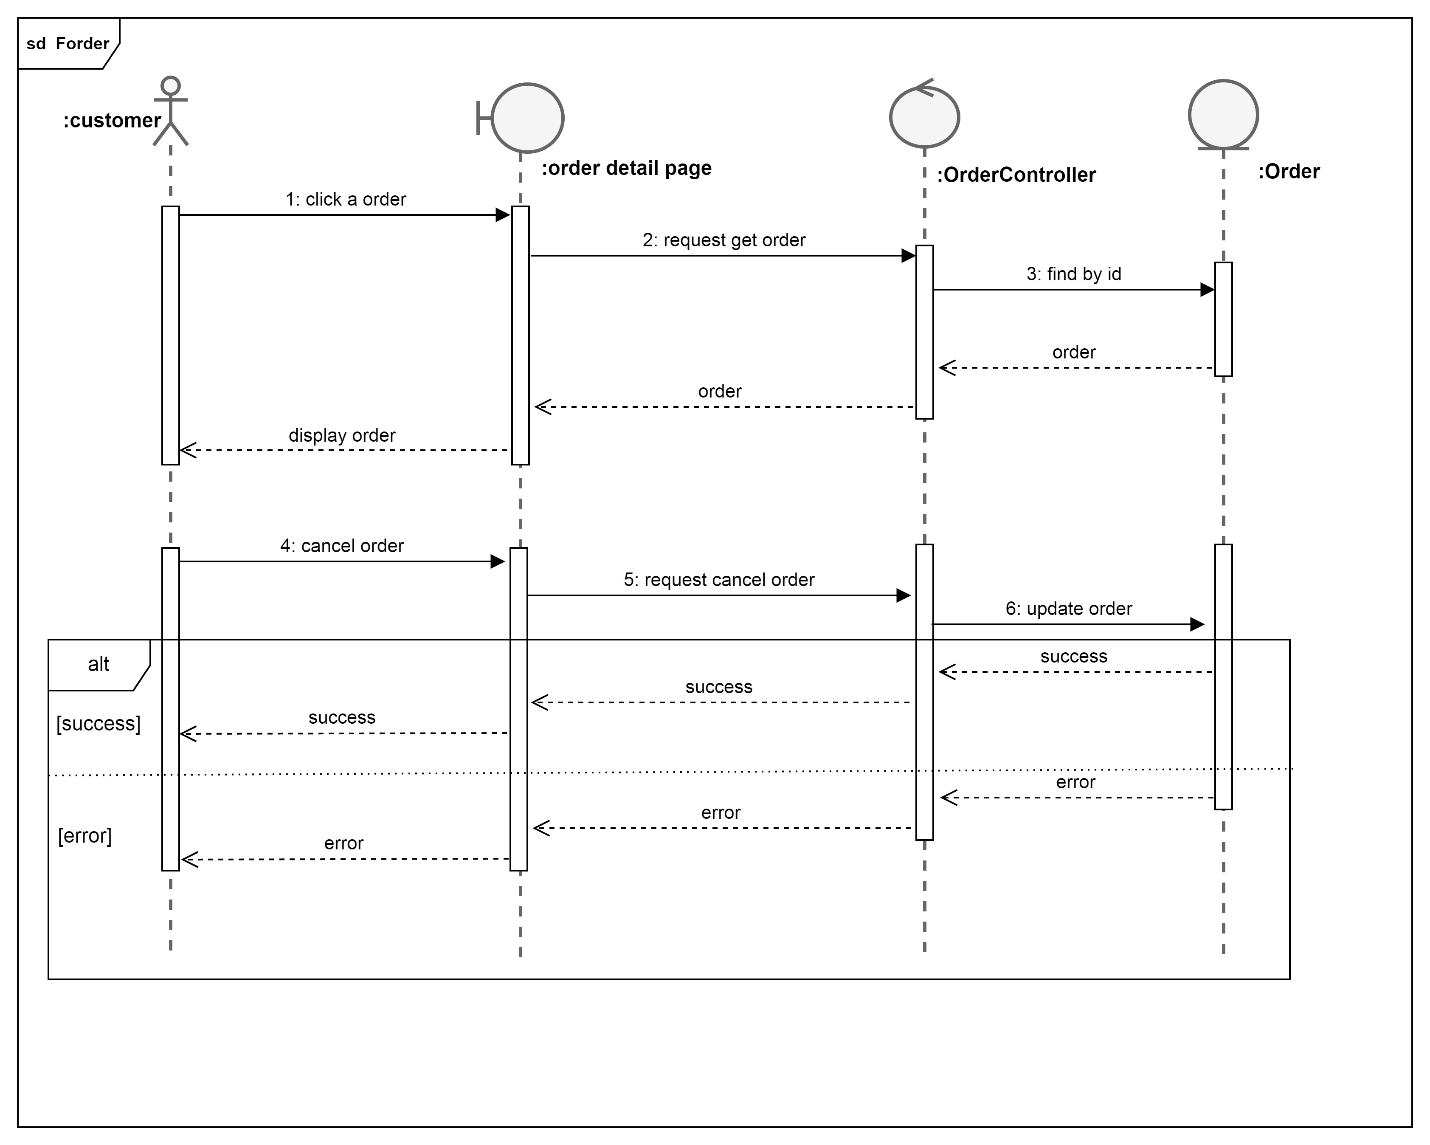 sd Forder
:customer
:order detail page
:OrderController
:Order
1: click a order
2: request get order
3: find by id
order
order
display order
4: cancel order
5: request cancel order
6: update order
alt
success
success
success
[success]
error
error
error
[error]